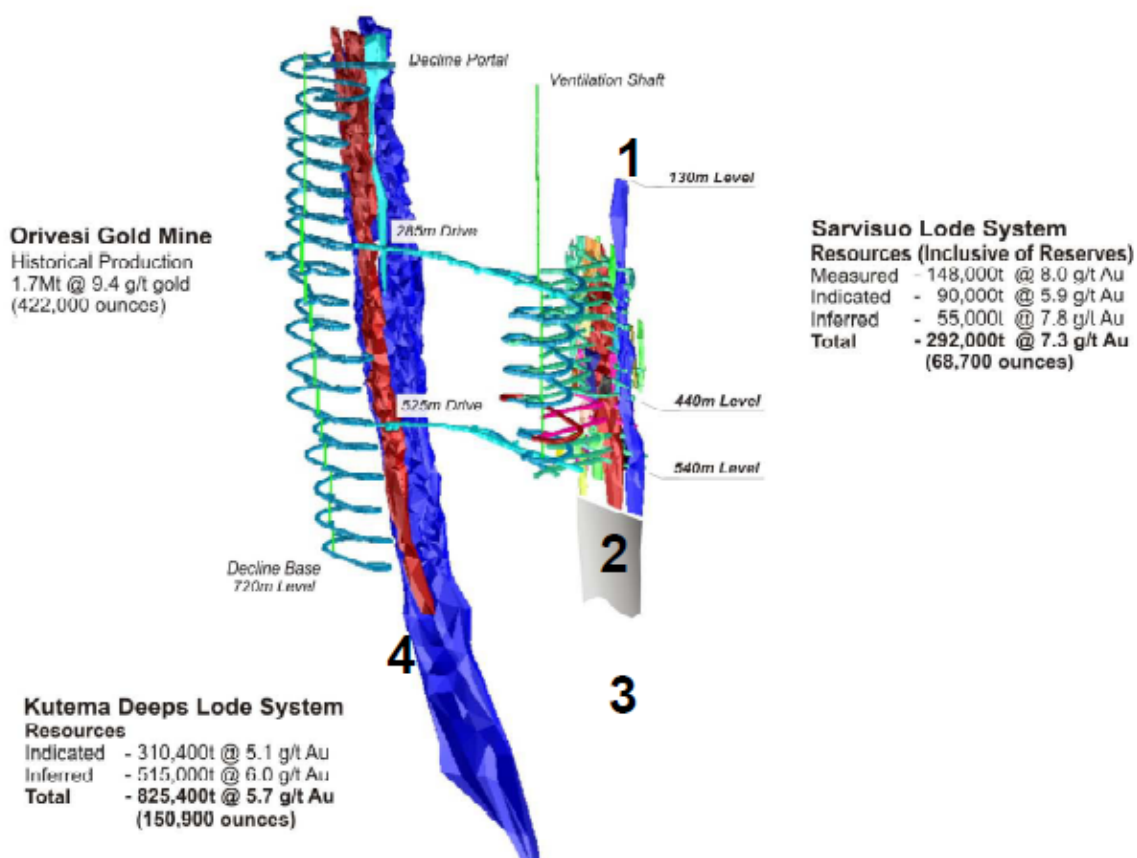 Decline Portal
Ventilation Shaft
1
130m Level
Orivesi Gold Mine
Historical Production
1.7Mt @ 9.4 g/t gold
(422,000 ounces)
285m Drive
Sarvisuo Lode System
Resources (Inclusive of Reserves)
Measured - 148,000t @ 8.0 g/t Au
Indicated - 90,000t @ 5.9 g/t Au
Inferred - 55,000t @ 7.8 g/t Au
Total - 292,000t @ 7.3 g/t Au
(68,700 ounces)
525m Drive
440m Level
540m Level
2
Decline Base
720m Level
4
3
Kutema Deeps Lode System
Resources
Indicated - 310,400t @ 5.1 g/t Au
Inferred - 515,000t @ 6.0 g/t Au
Total - 825,400t @ 5.7 g/t Au
(150,900 ounces)